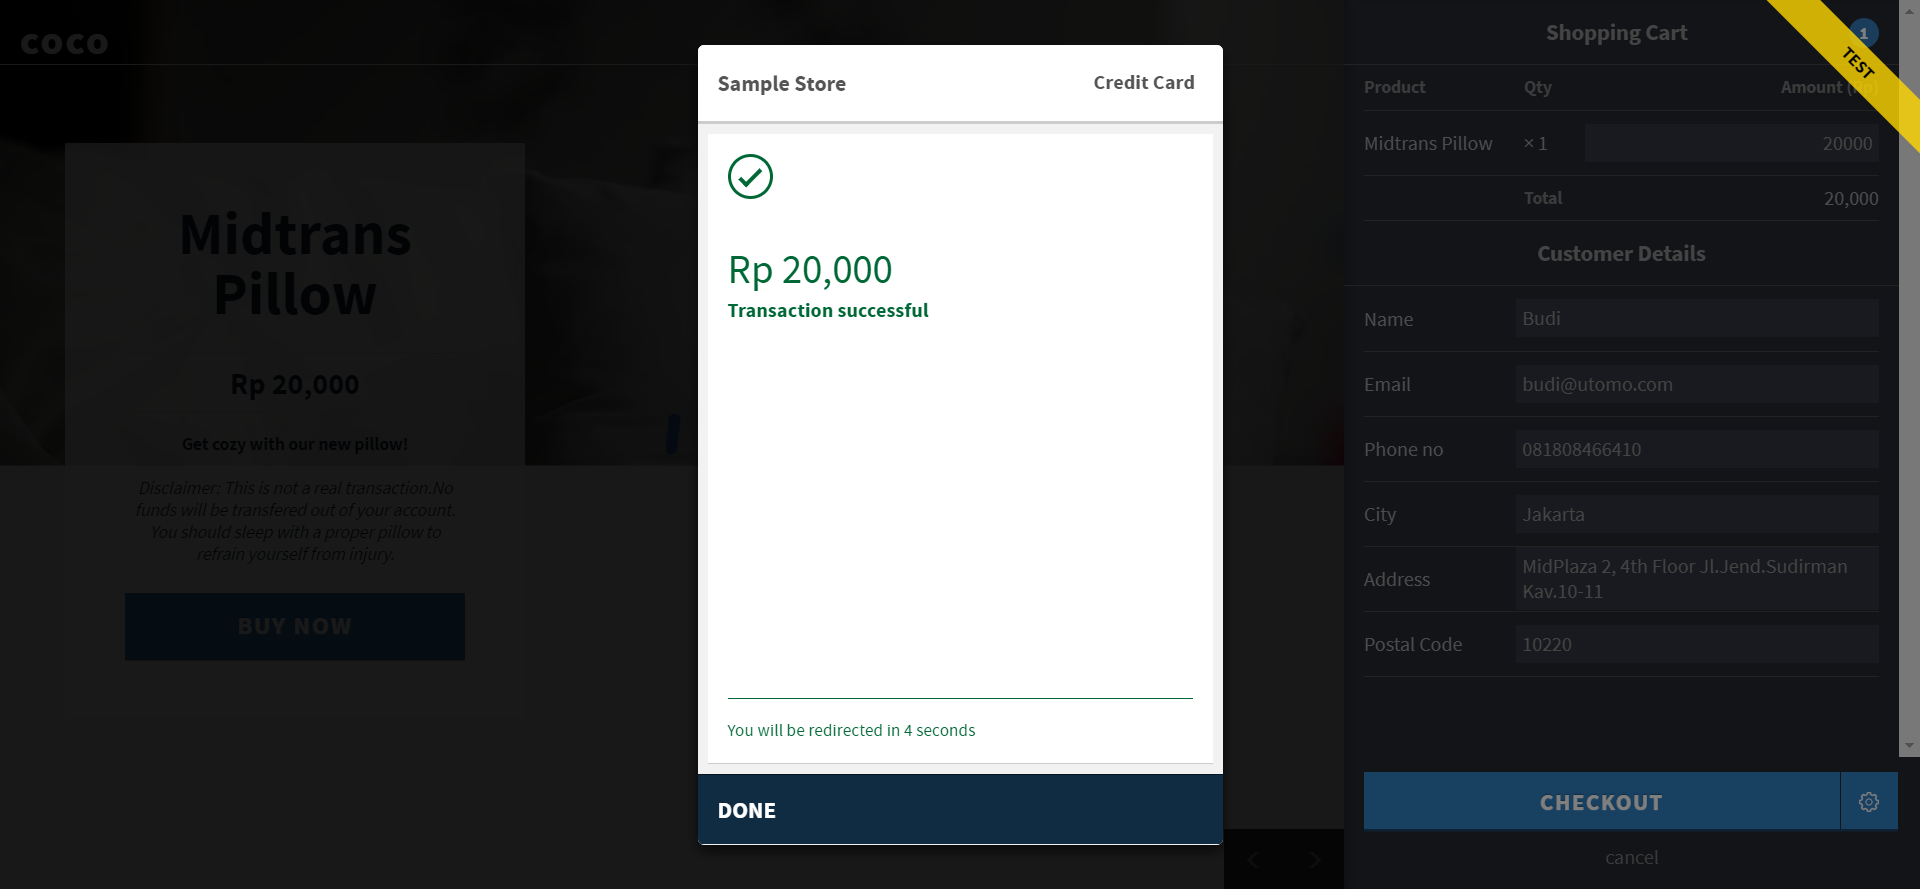 coco
Midtrans
Pillow
Rp 20,000
Get cozy with our new pillow!
Disclaimer: This is not a real transaction.No
funds will be transfered out of your account.
You should sleep with a proper pillow to
refrain yourself from injury.
BUY NOW
Sample Store
Credit Card
Rp 20,000
Transaction successful
You will be redirected in 4 seconds
DONE
Shopping Cart
1
TEST
Product Qty Amount (Rp)
Midtrans Pillow × 1 20000
Total 20,000
Customer Details
Name Budi
Email budi@utomo.com
Phone no 081808466410
City Jakarta
Address MidPlaza 2, 4th Floor Jl.Jend.Sudirman
Kav.10-11
Postal Code 10220
CHECKOUT
cancel